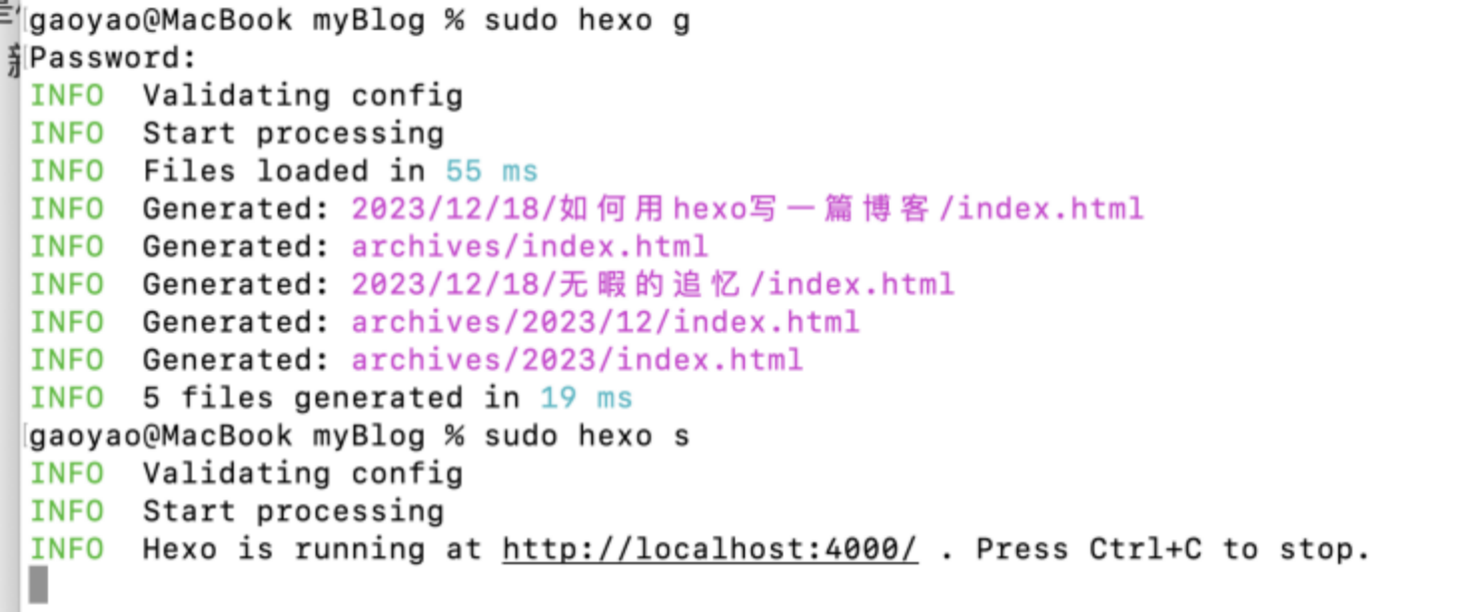 gaoyao@MacBook myBlog % sudo hexo g
Password:
INFO  Validating config
INFO  Start processing
INFO  Files loaded in 55 ms
INFO  Generated: 2023/12/18/如何用hexo写一篇博客/index.html
INFO  Generated: archives/index.html
INFO  Generated: 2023/12/18/无暇的追忆/index.html
INFO  Generated: archives/2023/12/index.html
INFO  Generated: archives/2023/index.html
INFO  5 files generated in 19 ms
gaoyao@MacBook myBlog % sudo hexo s
INFO  Validating config
INFO  Start processing
INFO  Hexo is running at http://localhost:4000/ . Press Ctrl+C to stop.